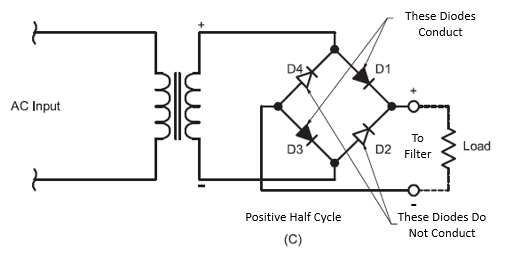 These Diodes
Conduct
+
D4
D1
AC Input
+
D3
D2
To
Filter
Load
-
-
Positive Half Cycle
These Diodes Do
Not Conduct
(C)